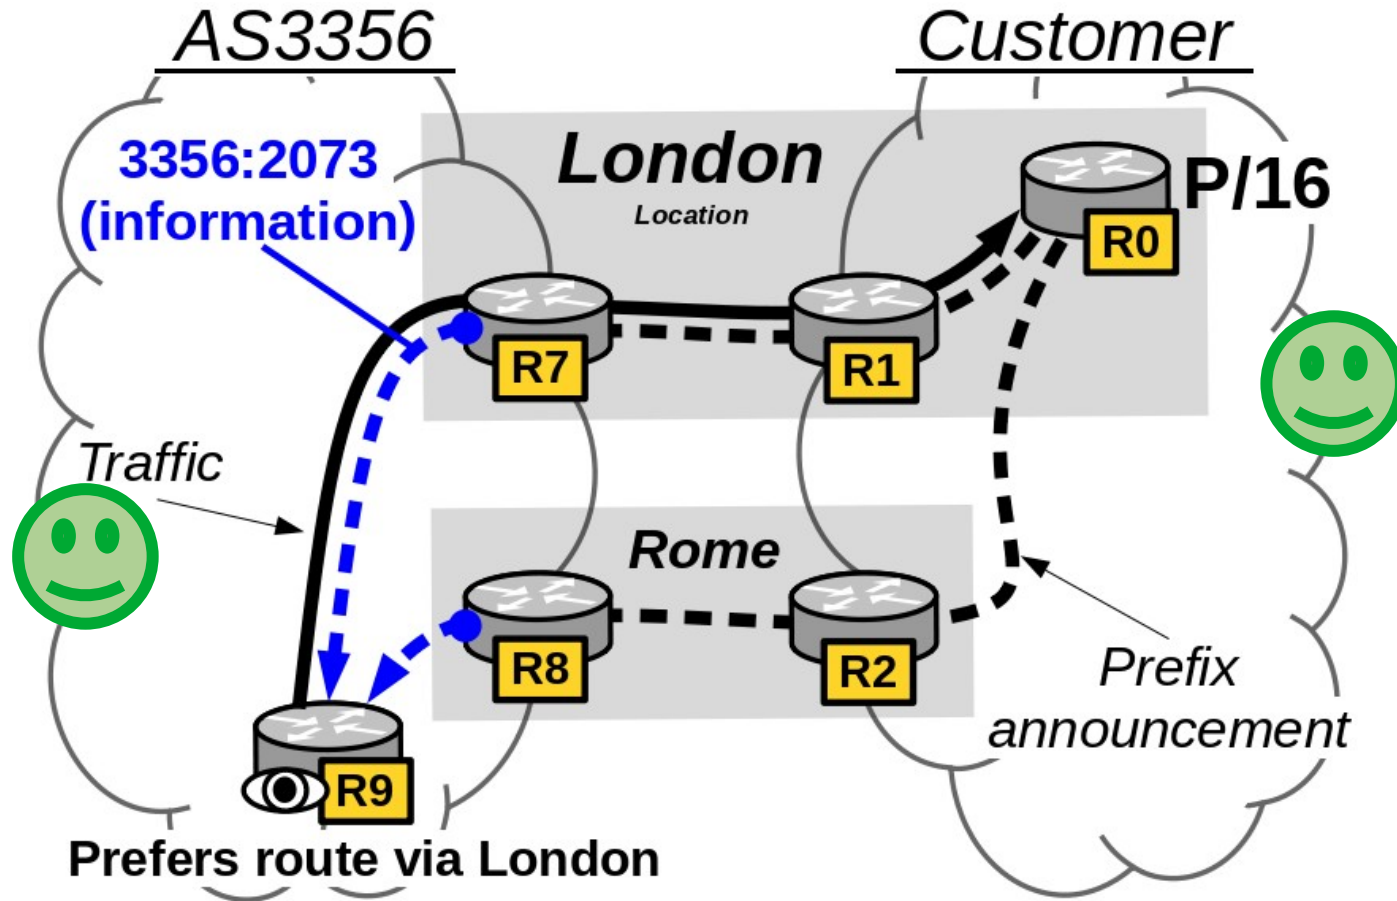 AS3356
Customer
3356:2073
(information)
London
Location
P/16
R0
R7
R1
Traffic
Rome
R8
R2
Prefix
announcement
R9
Prefers route via London